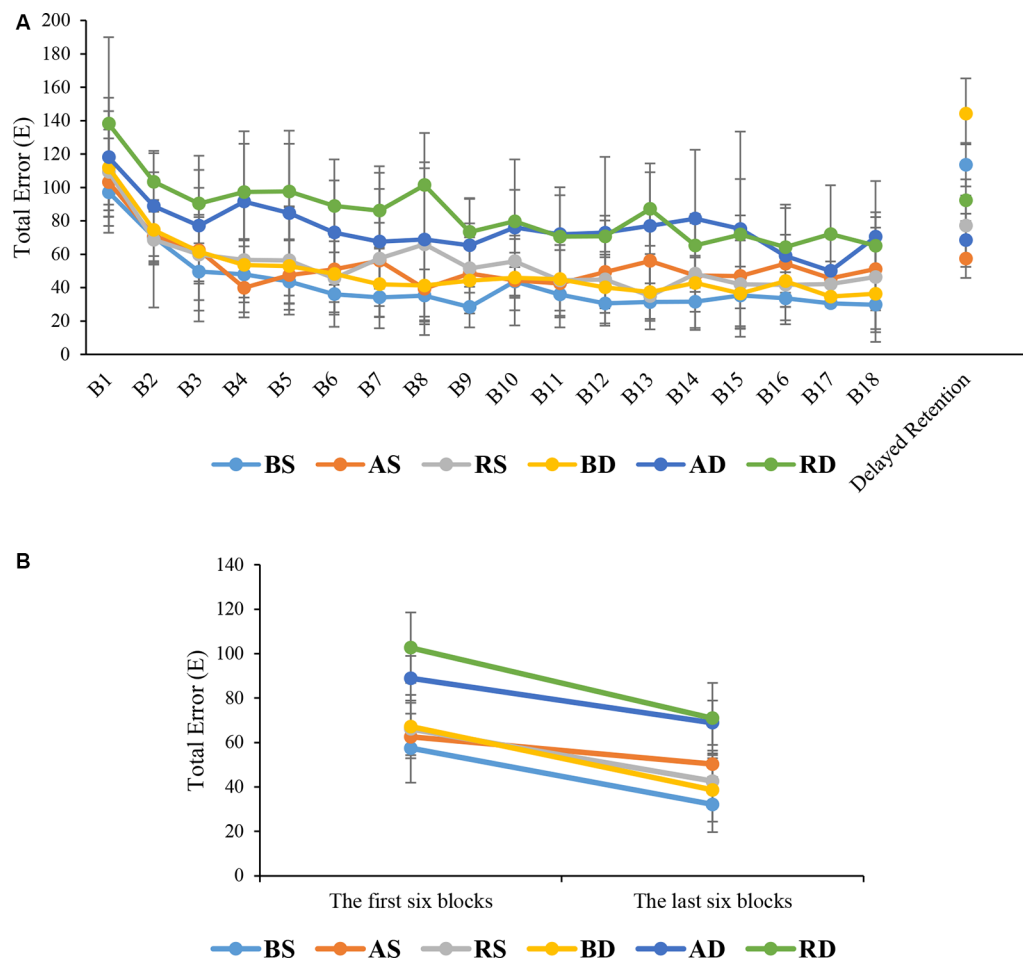 A
Total Error (E)
200
180
160
140
120
100
80
60
40
20
0
B1 B2 B3 B4 B5 B6 B7 B8 B9 B10 B11 B12 B13 B14 B15 B16 B17 B18 Delayed Retention
BS AS RS BD AD RD
B
Total Error (E)
140
120
100
80
60
40
20
0
The first six blocks The last six blocks
BS AS RS BD AD RD